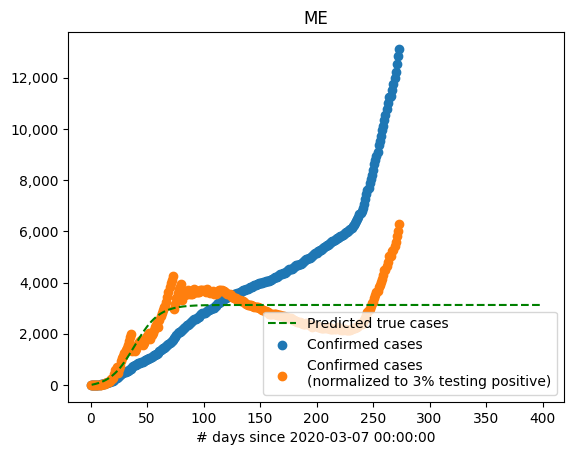 ME
12,000
10,000
8,000
6,000
4,000
2,000
0
Predicted true cases
Confirmed cases
Confirmed cases
(normalized to 3% testing positive)
0 50 100 150 200 250 300 350 400
# days since 2020-03-07 00:00:00